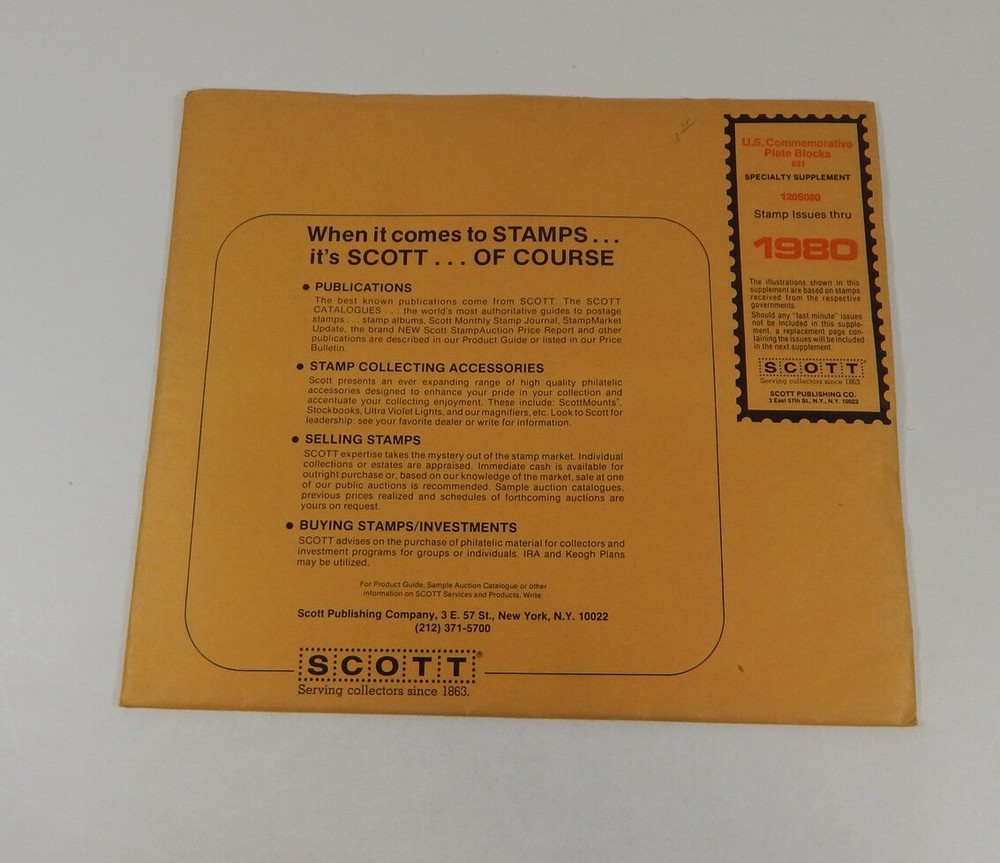 U.S. Commemorative
Plate Blocks
#31
SPECIALTY SUPPLEMENT
1205080
Stamp Issues thru
1980
The illustrations shown in this
supplement are based on stamps
received from the respective
governments.
Should any "last minute" issues
not be included in this supple-
ment, a replacement page con-
taining the issues will be included
in the next supplement.
SCOTT
Serving collectors since 1863.
SCOTT PUBLISHING CO.
3 East 57th St., N.Y., N.Y. 10022
When it comes to STAMPS...
it's SCOTT... OF COURSE
● PUBLICATIONS
The best known publications come from SCOTT. The SCOTT
CATALOGUES... the world's most authoritative guides to postage
stamps... stamp albums, Scott Monthly Stamp Journal, StampMarket
Update, the brand NEW Scott StampAuction Price Report and other
publications are described in our Product Guide or listed in our Price
Bulletin.
● STAMP COLLECTING ACCESSORIES
Scott presents an ever expanding range of high quality philatelic
accessories designed to enhance your pride in your collection and
accentuate your collecting enjoyment. These include: ScottMounts®,
Stockbooks, Ultra Violet Lights, and our magnifiers, etc. Look to Scott for
leadership: see your favorite dealer or write for information.
● SELLING STAMPS
SCOTT expertise takes the mystery out of the stamp market. Individual
collections or estates are appraised. Immediate cash is available for
outright purchase or, based on our knowledge of the market, sale at one
of our public auctions is recommended. Sample auction catalogues,
previous prices realized and schedules of forthcoming auctions are
yours on request.
● BUYING STAMPS/INVESTMENTS
SCOTT advises on the purchase of philatelic material for collectors and
investment programs for groups or individuals. IRA and Keogh Plans
may be utilized.
For Product Guide, Sample Auction Catalogue or other
information on SCOTT Services and Products, Write:
Scott Publishing Company, 3 E. 57 St., New York, N.Y. 10022
(212) 371-5700
SCOTT®
Serving collectors since 1863.